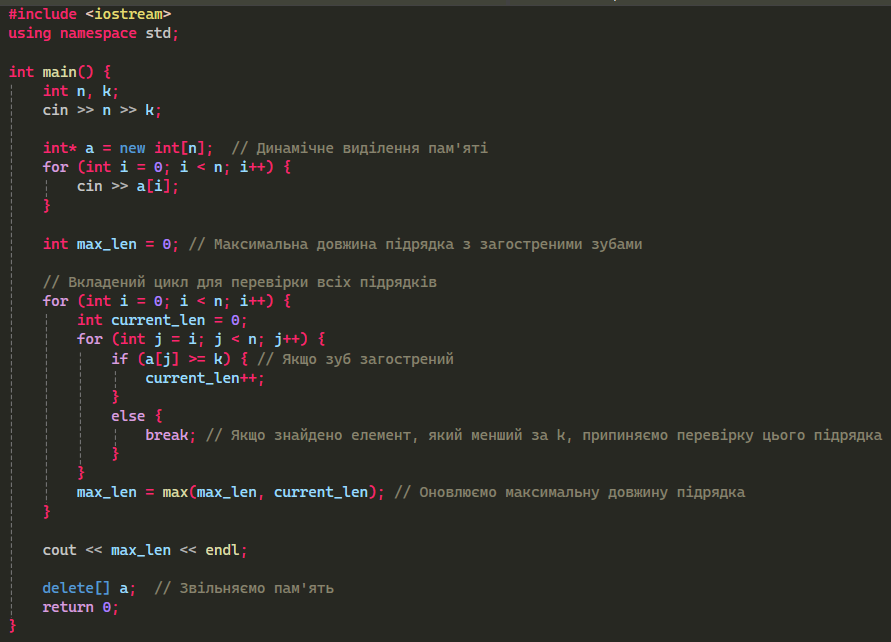 #include <iostream>
using namespace std;

int main() {
    int n, k;
    cin >> n >> k;

    int* a = new int[n];  // Динамічне виділення пам'яті
    for (int i = 0; i < n; i++) {
        cin >> a[i];
    }

    int max_len = 0; // Максимальна довжина підрядка з загостреними зубами

    // Вкладений цикл для перевірки всіх підрядків
    for (int i = 0; i < n; i++) {
        int current_len = 0;
        for (int j = i; j < n; j++) {
            if (a[j] >= k) { // Якщо зуб загострений
                current_len++;
            }
            else {
                break; // Якщо знайдено елемент, який менший за k, припиняємо перевірку цього підрядка
            }
        }
        max_len = max(max_len, current_len); // Оновлюємо максимальну довжину підрядка
    }

    cout << max_len << endl;

    delete[] a;  // Звільняємо пам'ять
    return 0;
}